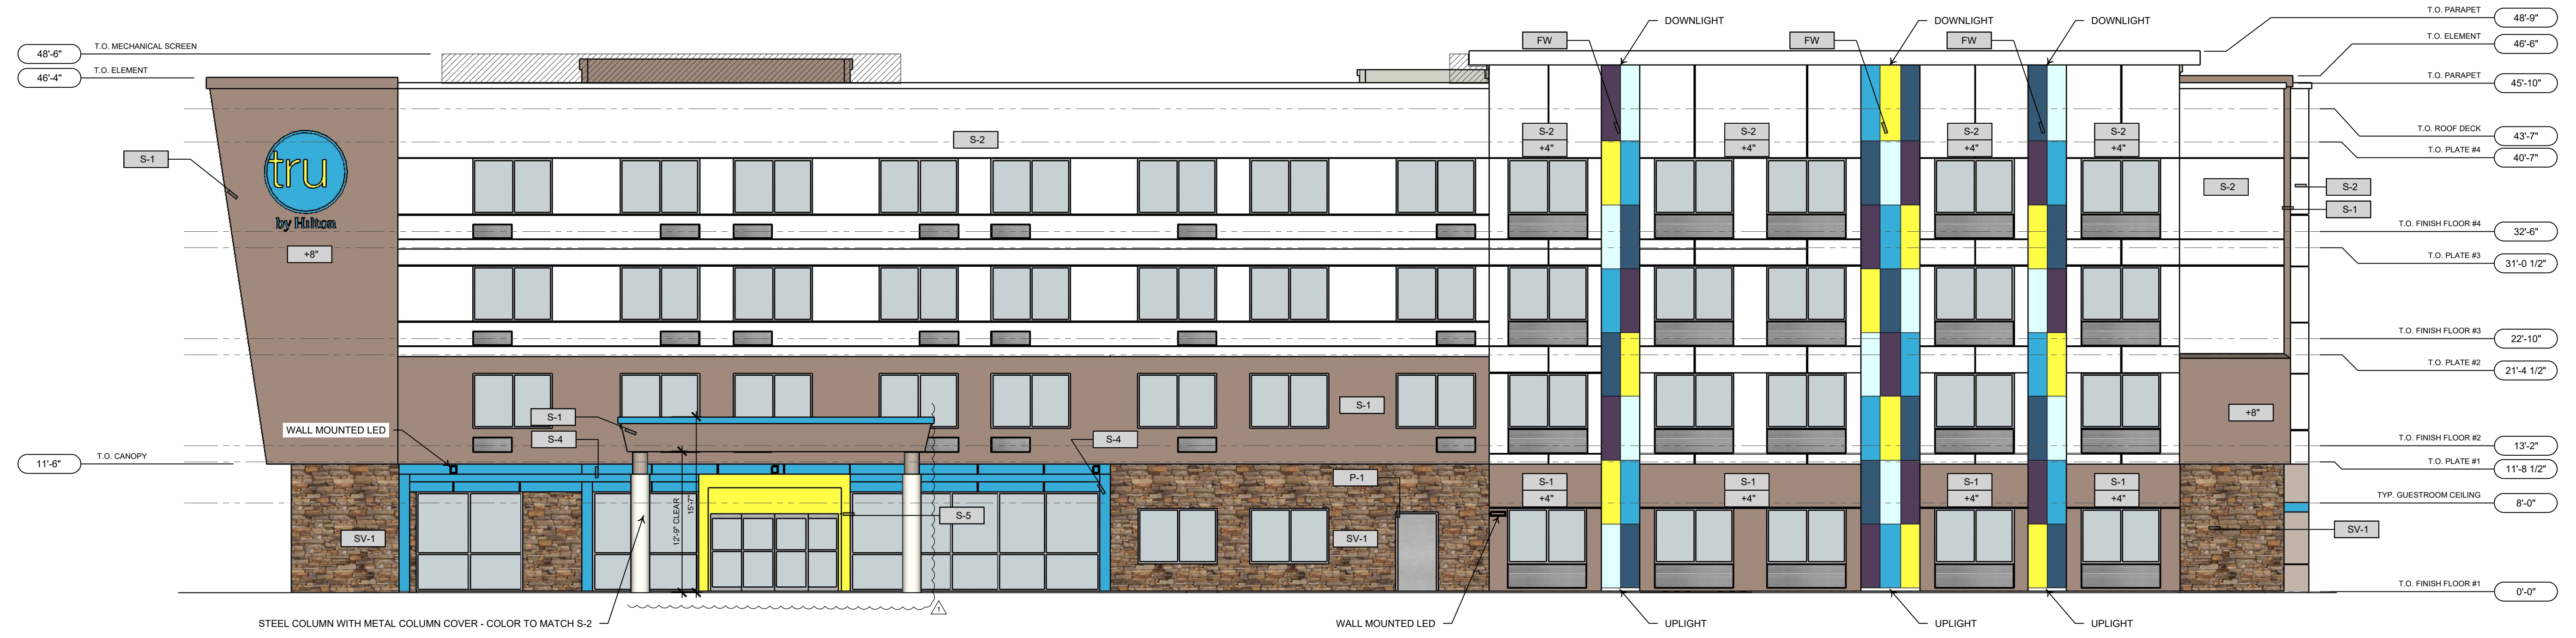 DOWNLIGHT
DOWNLIGHT
DOWNLIGHT
T.O. PARAPET
48'-9"
FW
FW
FW
T.O. ELEMENT
46'-6"
T.O. MECHANICAL SCREEN
48'-6"
T.O. ELEMENT
46'-4"
T.O. PARAPET
45'-10"
T.O. ROOF DECK
43'-7"
S-2
S-2
+4"
S-2
+4"
S-2
+4"
S-2
+4"
T.O. PLATE #4
40'-7"
S-1
tru
by Hilton
+8"
S-2
S-2
S-1
T.O. FINISH FLOOR #4
32'-6"
T.O. PLATE #3
31'-0 1/2"
T.O. FINISH FLOOR #3
22'-10"
T.O. PLATE #2
21'-4 1/2"
S-1
S-1
+8"
WALL MOUNTED LED
S-4
S-4
T.O. FINISH FLOOR #2
13'-2"
T.O. CANOPY
11'-6"
T.O. PLATE #1
11'-8 1/2"
P-1
S-1
+4"
S-1
+4"
S-1
+4"
S-1
+4"
TYP. GUESTROOM CEILING
8'-0"
12'-9" CLEAR
15'-7"
S-5
SV-1
SV-1
SV-1
T.O. FINISH FLOOR #1
0'-0"
1
STEEL COLUMN WITH METAL COLUMN COVER - COLOR TO MATCH S-2
WALL MOUNTED LED
UPLIGHT
UPLIGHT
UPLIGHT